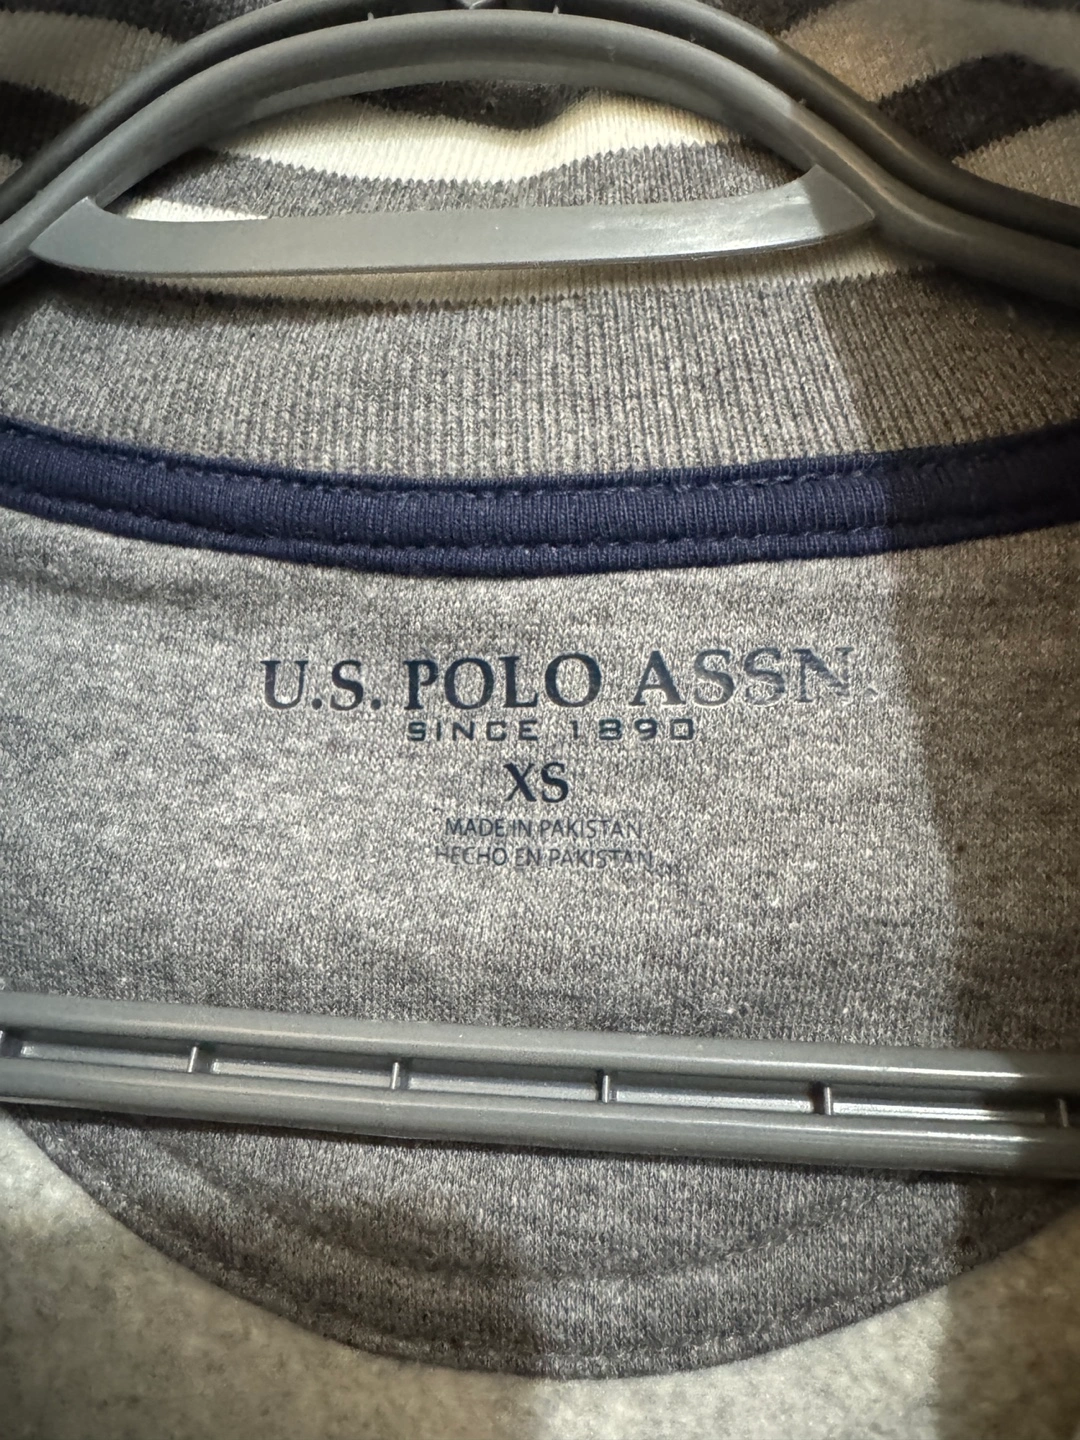 U.S. POLO ASSN.
SINCE 1890
XS
MADE IN PAKISTAN
HECHO EN PAKISTAN